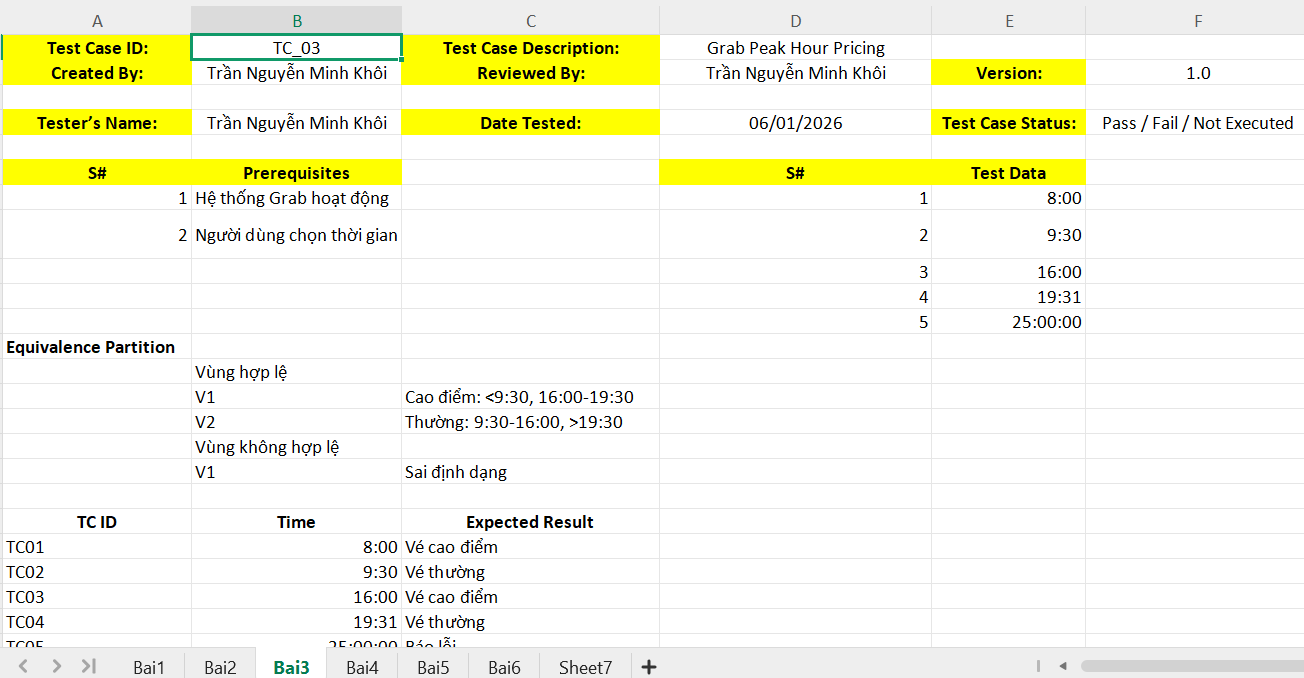 A B C D E F
Test Case ID: TC_03 Test Case Description: Grab Peak Hour Pricing
Created By: Trần Nguyễn Minh Khôi Reviewed By: Trần Nguyễn Minh Khôi Version: 1.0
Tester’s Name: Trần Nguyễn Minh Khôi Date Tested: 06/01/2026 Test Case Status: Pass / Fail / Not Executed
S# Prerequisites S# Test Data
1 Hệ thống Grab hoạt động 1 8:00
2 Người dùng chọn thời gian 2 9:30
3 16:00
4 19:31
5 25:00:00
Equivalence Partition
Vùng hợp lệ
V1 Cao điểm: <9:30, 16:00-19:30
V2 Thường: 9:30-16:00, >19:30
Vùng không hợp lệ
V1 Sai định dạng
TC ID Time Expected Result
TC01 8:00 Vé cao điểm
TC02 9:30 Vé thường
TC03 16:00 Vé cao điểm
TC04 19:31 Vé thường
TC05 25:00:00 Báo lỗi
Bai1 Bai2 Bai3 Bai4 Bai5 Bai6 Sheet7